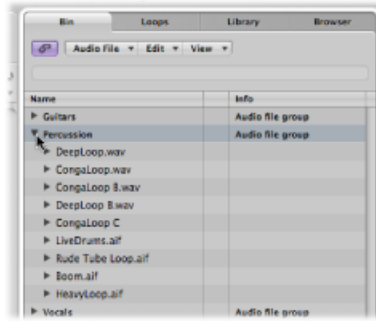 Bin Loops Library Browser
Audio File Edit View
Name Info
Guitars Audio file group
Percussion Audio file group
DeepLoop.wav
CongaLoop.wav
CongaLoop B.wav
DeepLoop B.wav
CongaLoop C
LiveDrums.aif
Rude Tube Loop.aif
Boom.aif
HeavyLoop.aif
Vocals Audio file group